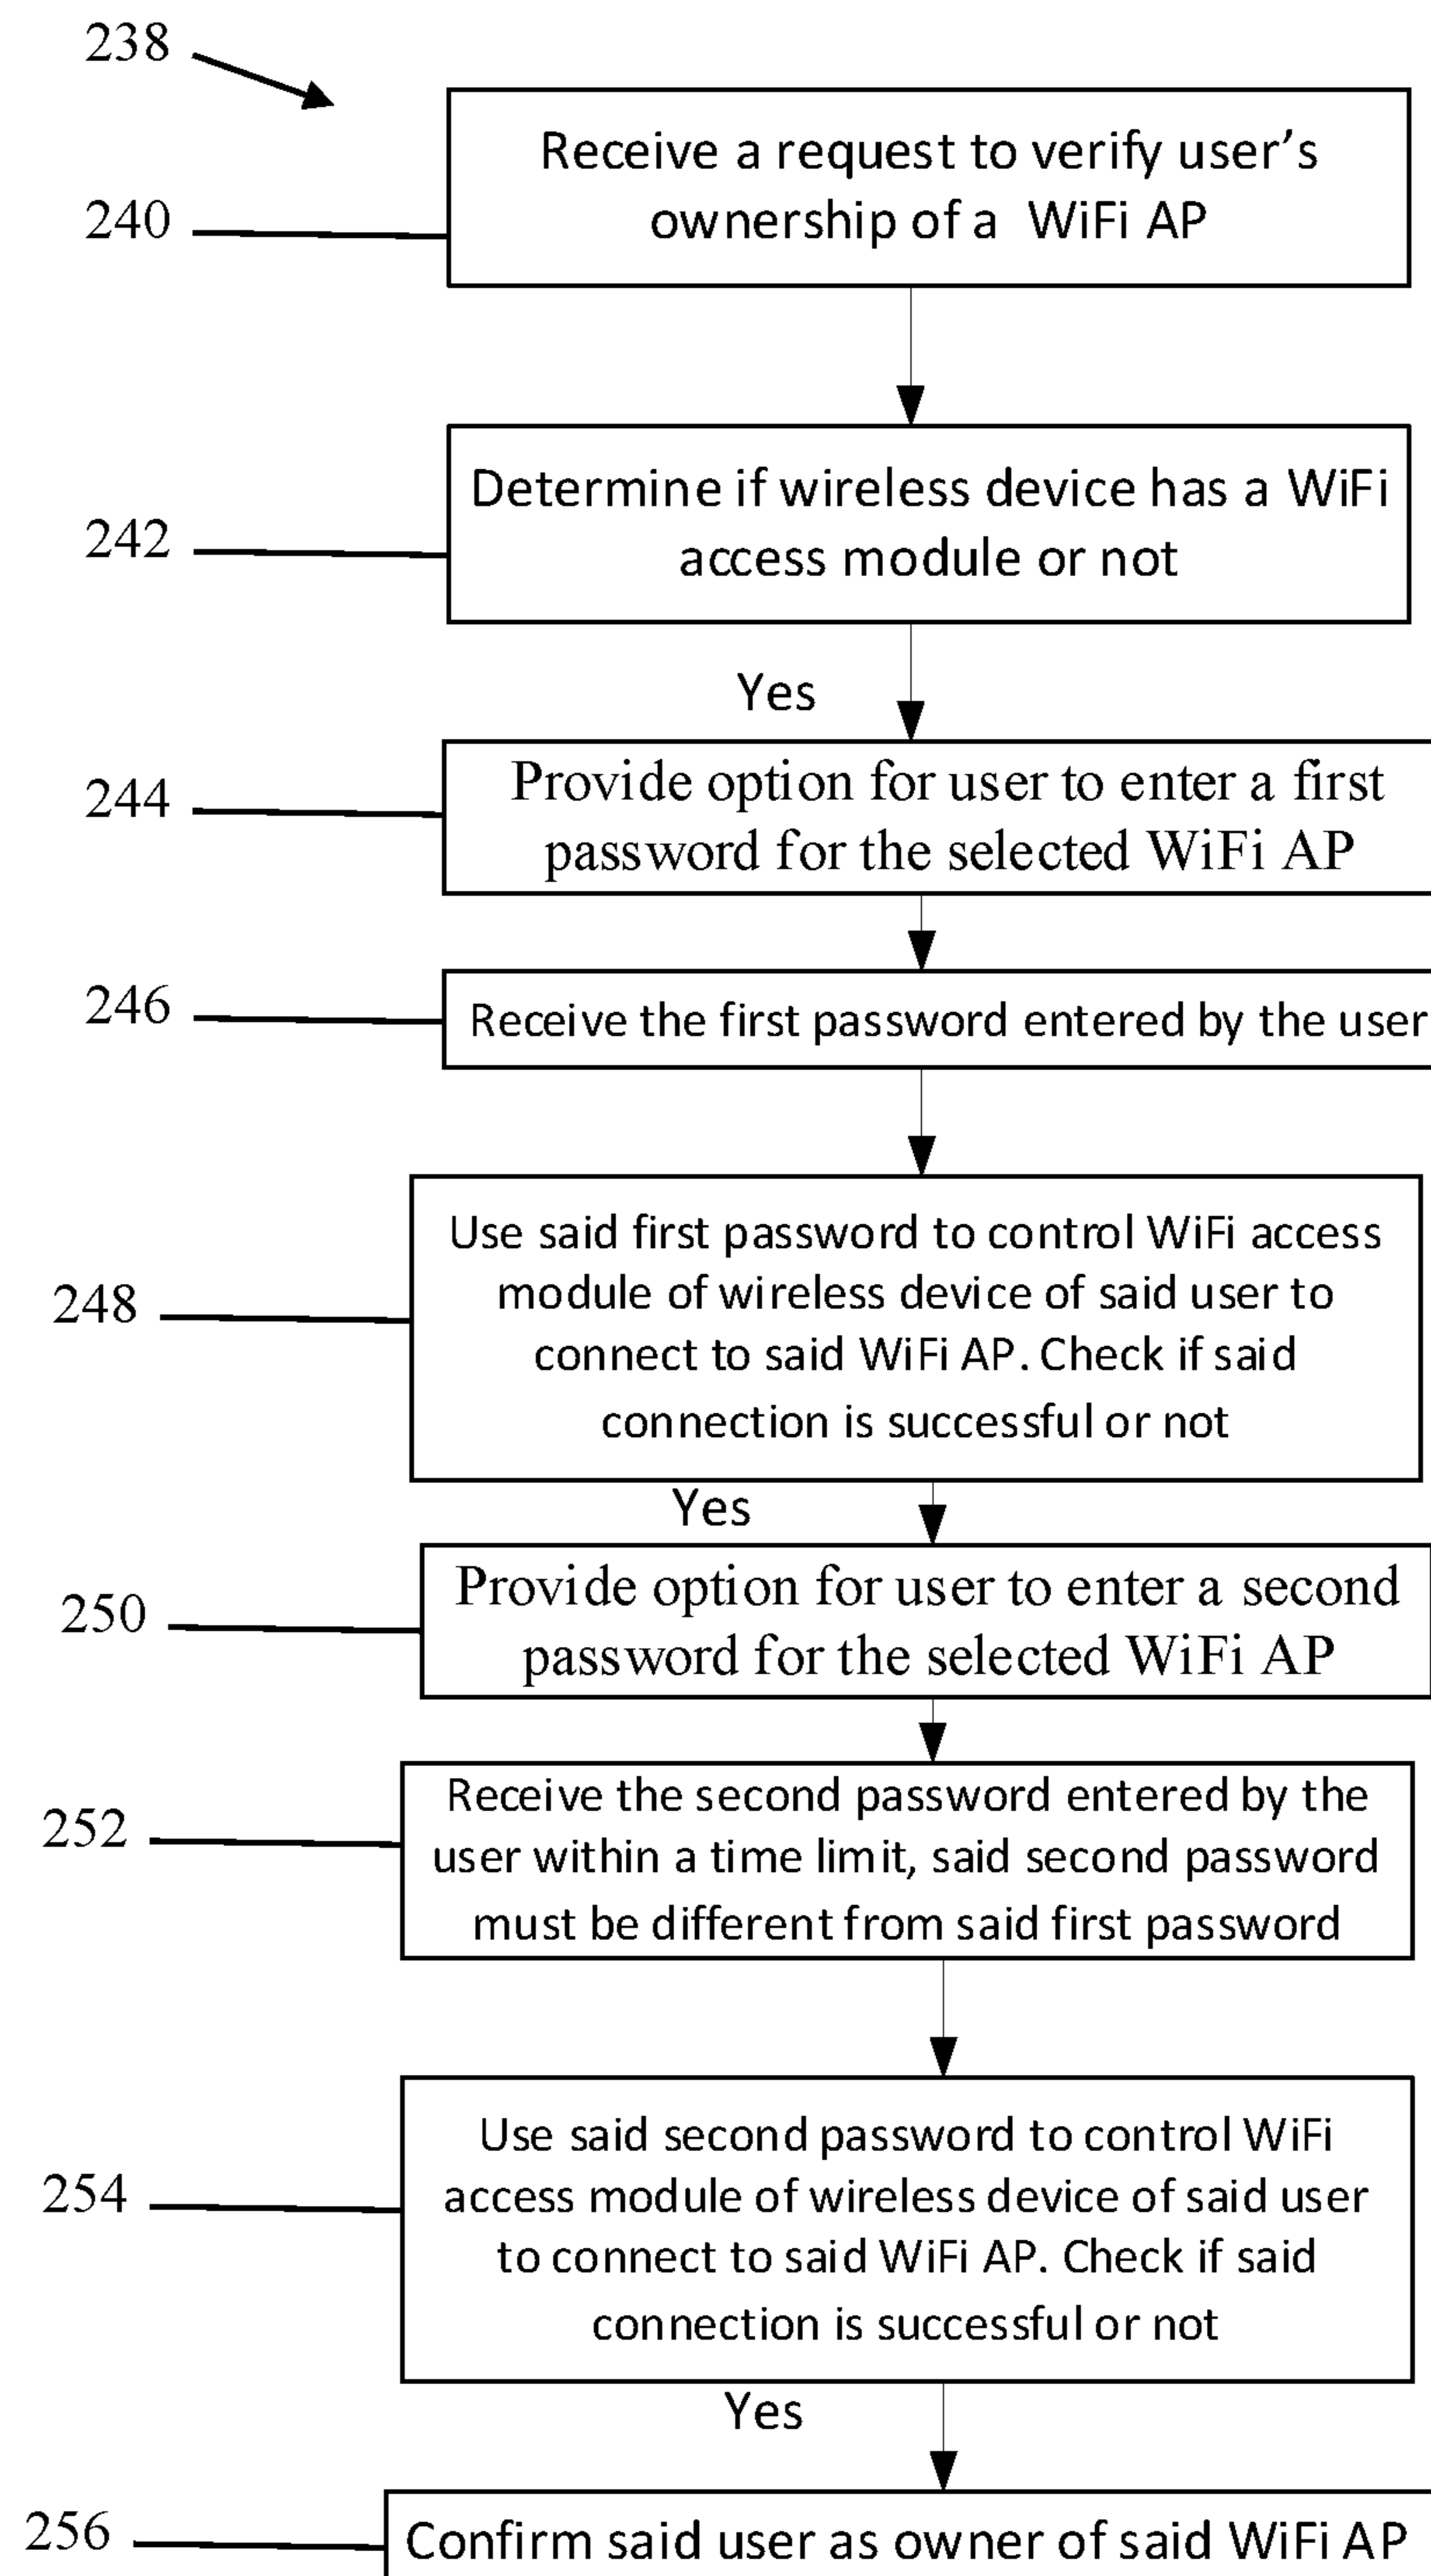 238
Receive a request to verify user’s
240
ownership of a WiFi AP
Determine if wireless device has a WiFi
242
access module or not
Yes
Provide option for user to enter a first
244
password for the selected WiFi AP
246
Receive the first password entered by the user
Use said first password to control WiFi access
module of wireless device of said user to
248
connect to said WiFi AP. Check if said
connection is successful or not
Yes
Provide option for user to enter a second
250
password for the selected WiFi AP
Receive the second password entered by the
252
user within a time limit, said second password
must be different from said first password
Use said second password to control WiFi
254
access module of wireless device of said user
to connect to said WiFi AP. Check if said
connection is successful or not
Yes
256
Confirm said user as owner of said WiFi AP